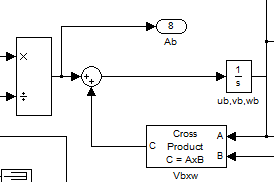 8
Ab
×
÷
+
+
1
s
ub,vb,wb
C
Cross
Product
C = AxB
A
B
Vbxw